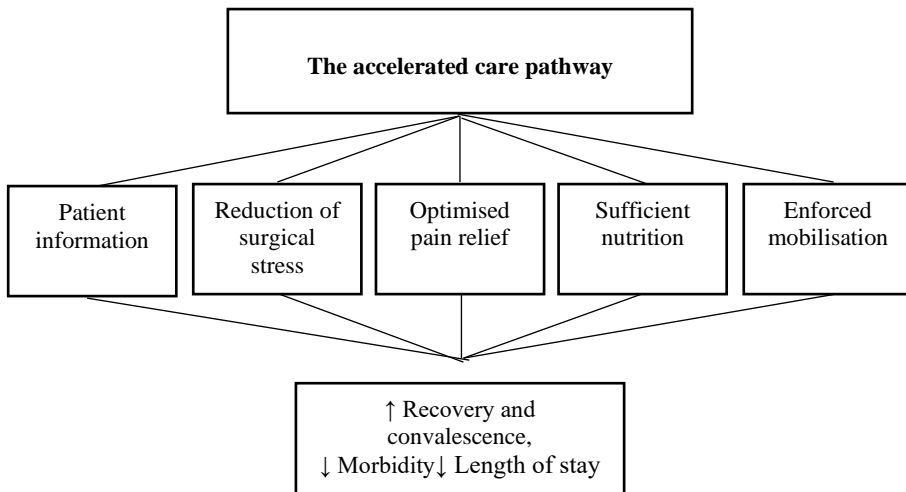 The accelerated care pathway
Patient
information
Reduction of
surgical
stress
Optimised
pain relief
Sufficient
nutrition
Enforced
mobilisation
↑ Recovery and
convalescence,
↓ Morbidity↓ Length of stay